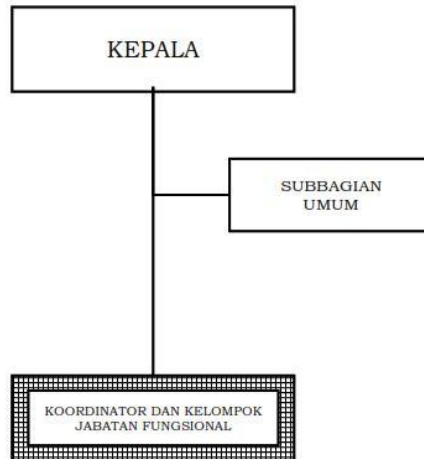 KEPALA
SUBBAGIAN
UMUM
KOORDINATOR DAN KELOMPOK
JABATAN FUNGSIONAL